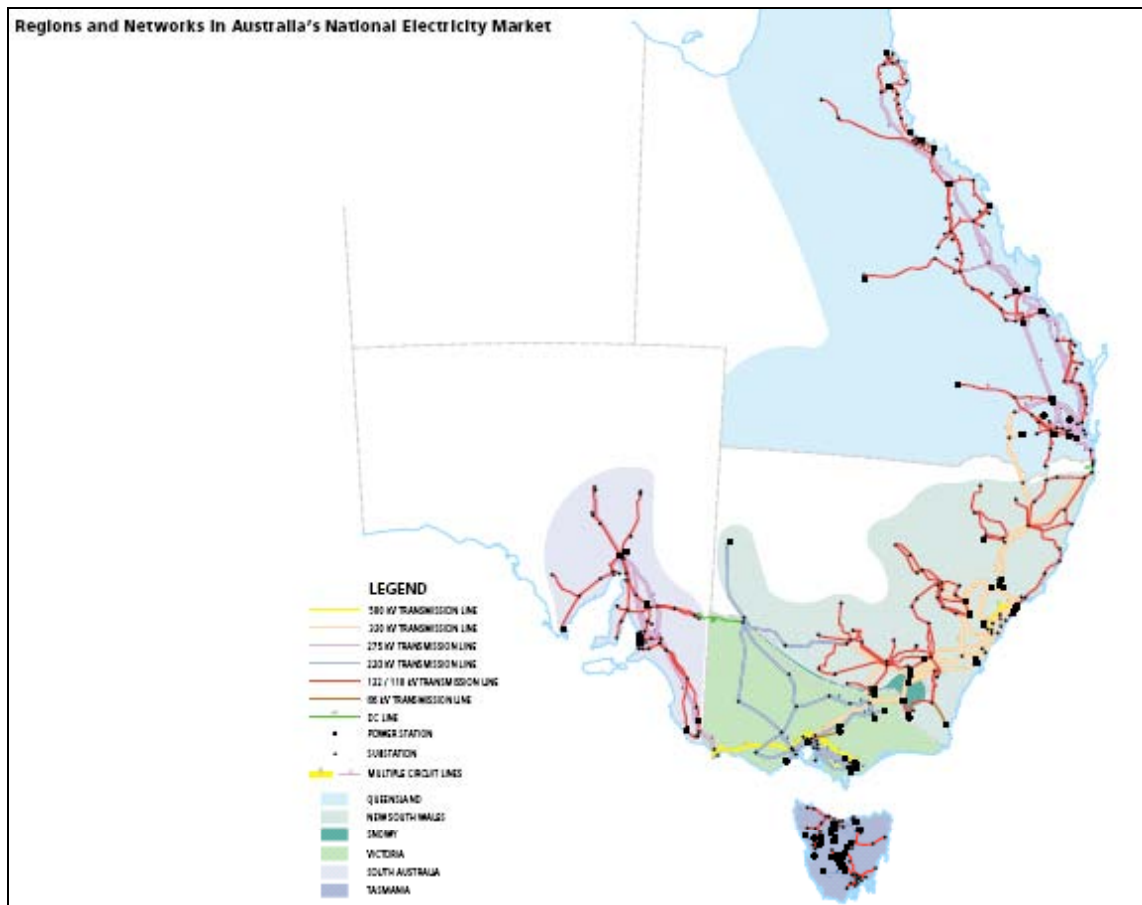 Regions and Networks in Australia's National Electricity Market
LEGEND
500 kV TRANSMISSION LINE
330 kV TRANSMISSION LINE
275 kV TRANSMISSION LINE
220 kV TRANSMISSION LINE
132 / 110 kV TRANSMISSION LINE
66 kV TRANSMISSION LINE
DC LINE
POWER STATION
SUBSTATION
MULTIPLE CIRCUIT LINES
QUEENSLAND
NEW SOUTH WALES
SNOWY
VICTORIA
SOUTH AUSTRALIA
TASMANIA